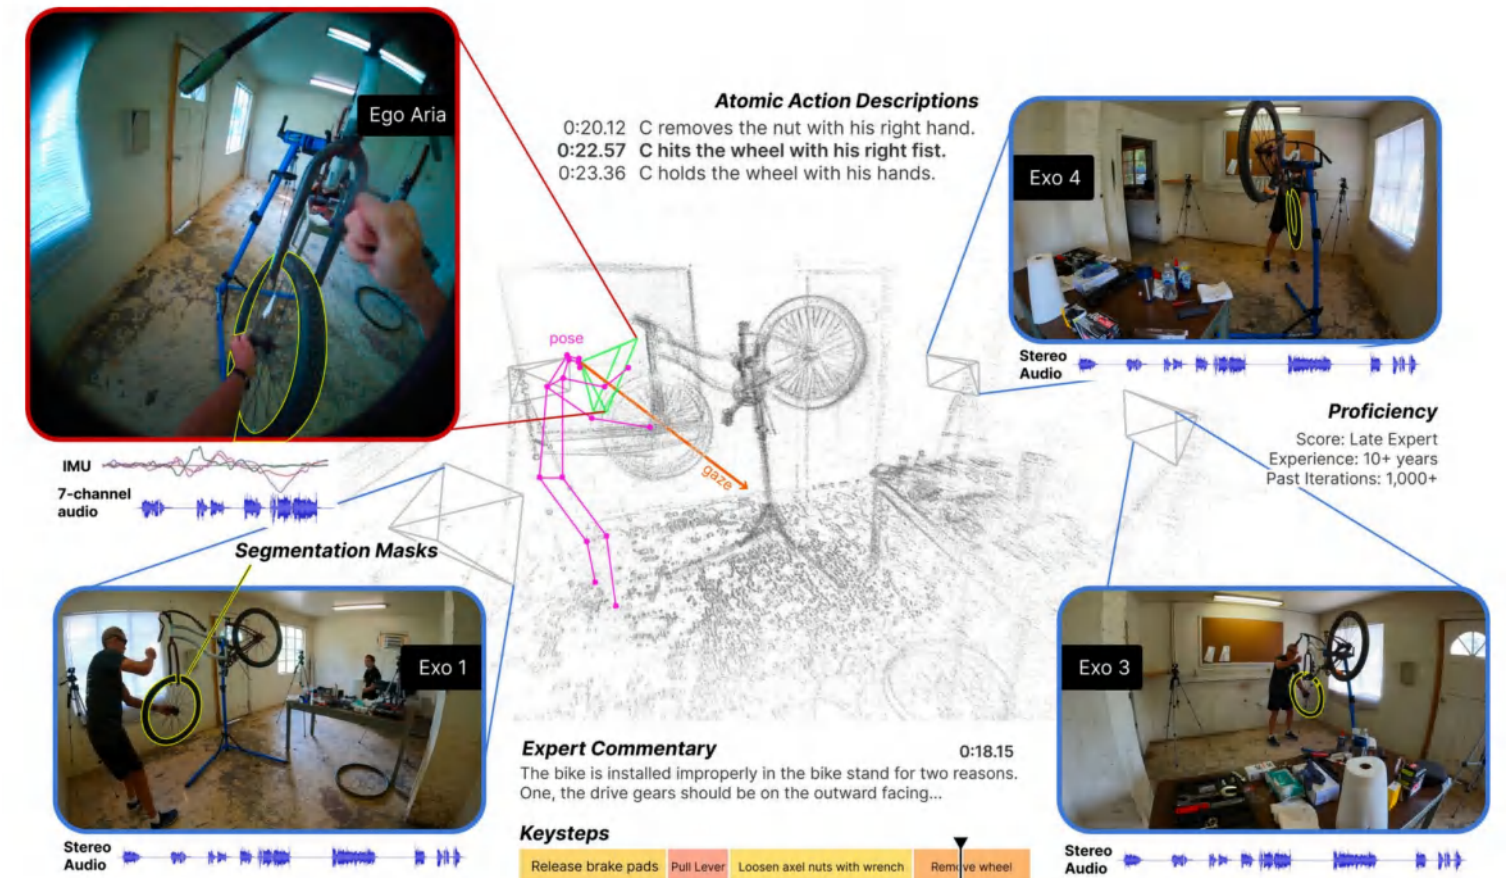 Ego Aria
Atomic Action Descriptions
0:20.12 C removes the nut with his right hand.
0:22.57 C hits the wheel with his right fist.
0:23.36 C holds the wheel with his hands.
Exo 4
Stereo
Audio
pose
gaze
Proficiency
Score: Late Expert
Experience: 10+ years
Past Iterations: 1,000+
IMU
7-channel
audio
Segmentation Masks
Exo 1
Stereo
Audio
Exo 3
Stereo
Audio
Expert Commentary 0:18.15
The bike is installed improperly in the bike stand for two reasons.
One, the drive gears should be on the outward facing...
Keysteps
Release brake pads Pull Lever Loosen axel nuts with wrench Remove wheel